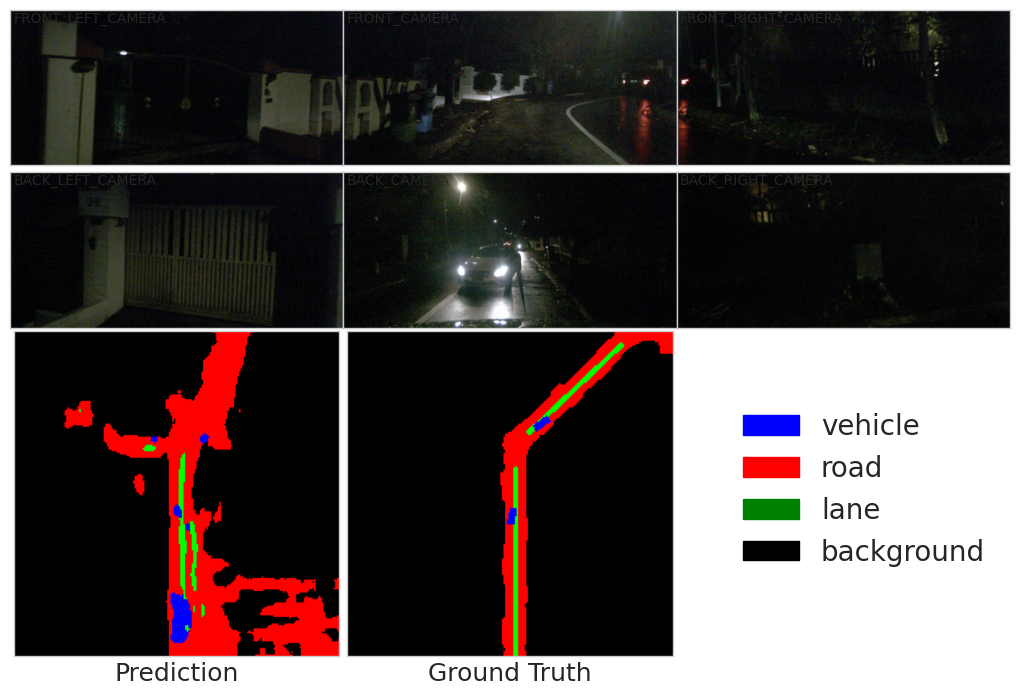 FRONT_LEFT_CAMERA
FRONT_CAMERA
FRONT_RIGHT_CAMERA
BACK_LEFT_CAMERA
BACK_CAMERA
BACK_RIGHT_CAMERA
vehicle
road
lane
background
Prediction
Ground Truth